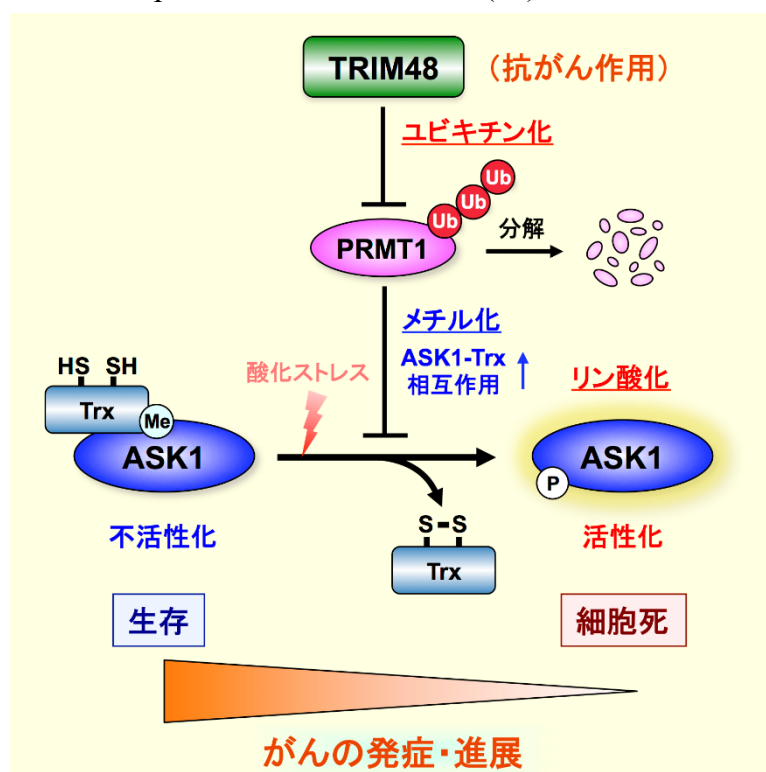 TRIM48
（抗がん作用）
ユビキチン化
Ub
Ub
Ub
PRMT1
分解
メチル化
ASK1-Trx
相互作用
酸化ストレス
リン酸化
HS SH
Trx
Me
ASK1
ASK1
P
S-S
Trx
不活性化
活性化
生存
細胞死
がんの発症・進展